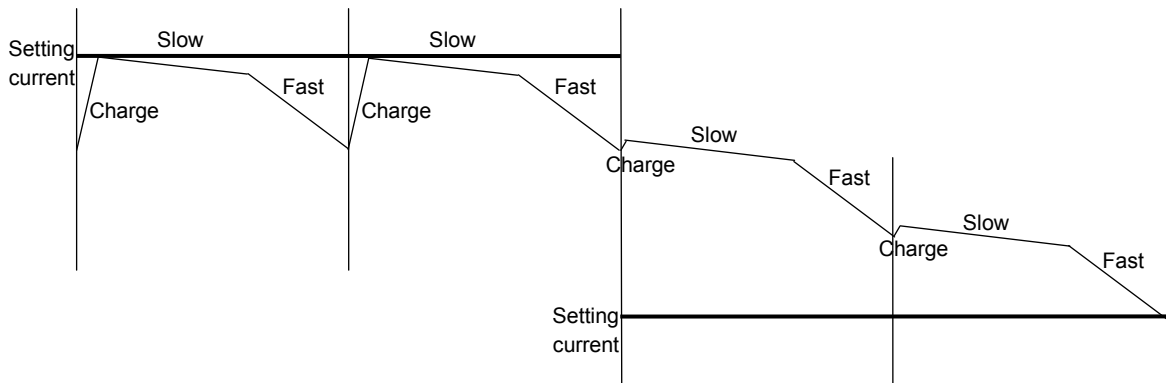 Slow
Slow
Setting
current
Fast
Fast
Charge
Charge
Slow
Charge
Fast
Slow
Charge
Fast
Setting
current